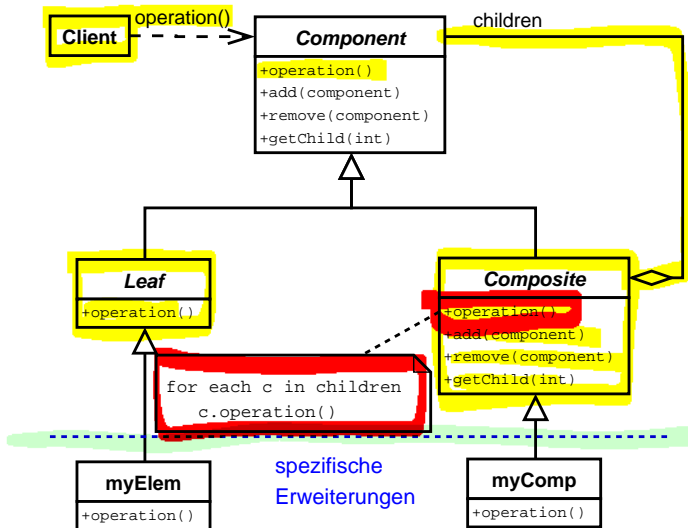 operation()
children
Client
Component
+operation()
+add(component)
+remove(component)
+getChild(int)
Leaf
+operation()
Composite
+operation()
+add(component)
+remove(component)
+getChild(int)
for each c in children
c.operation()
spezifische
Erweiterungen
myElem
+operation()
myComp
+operation()